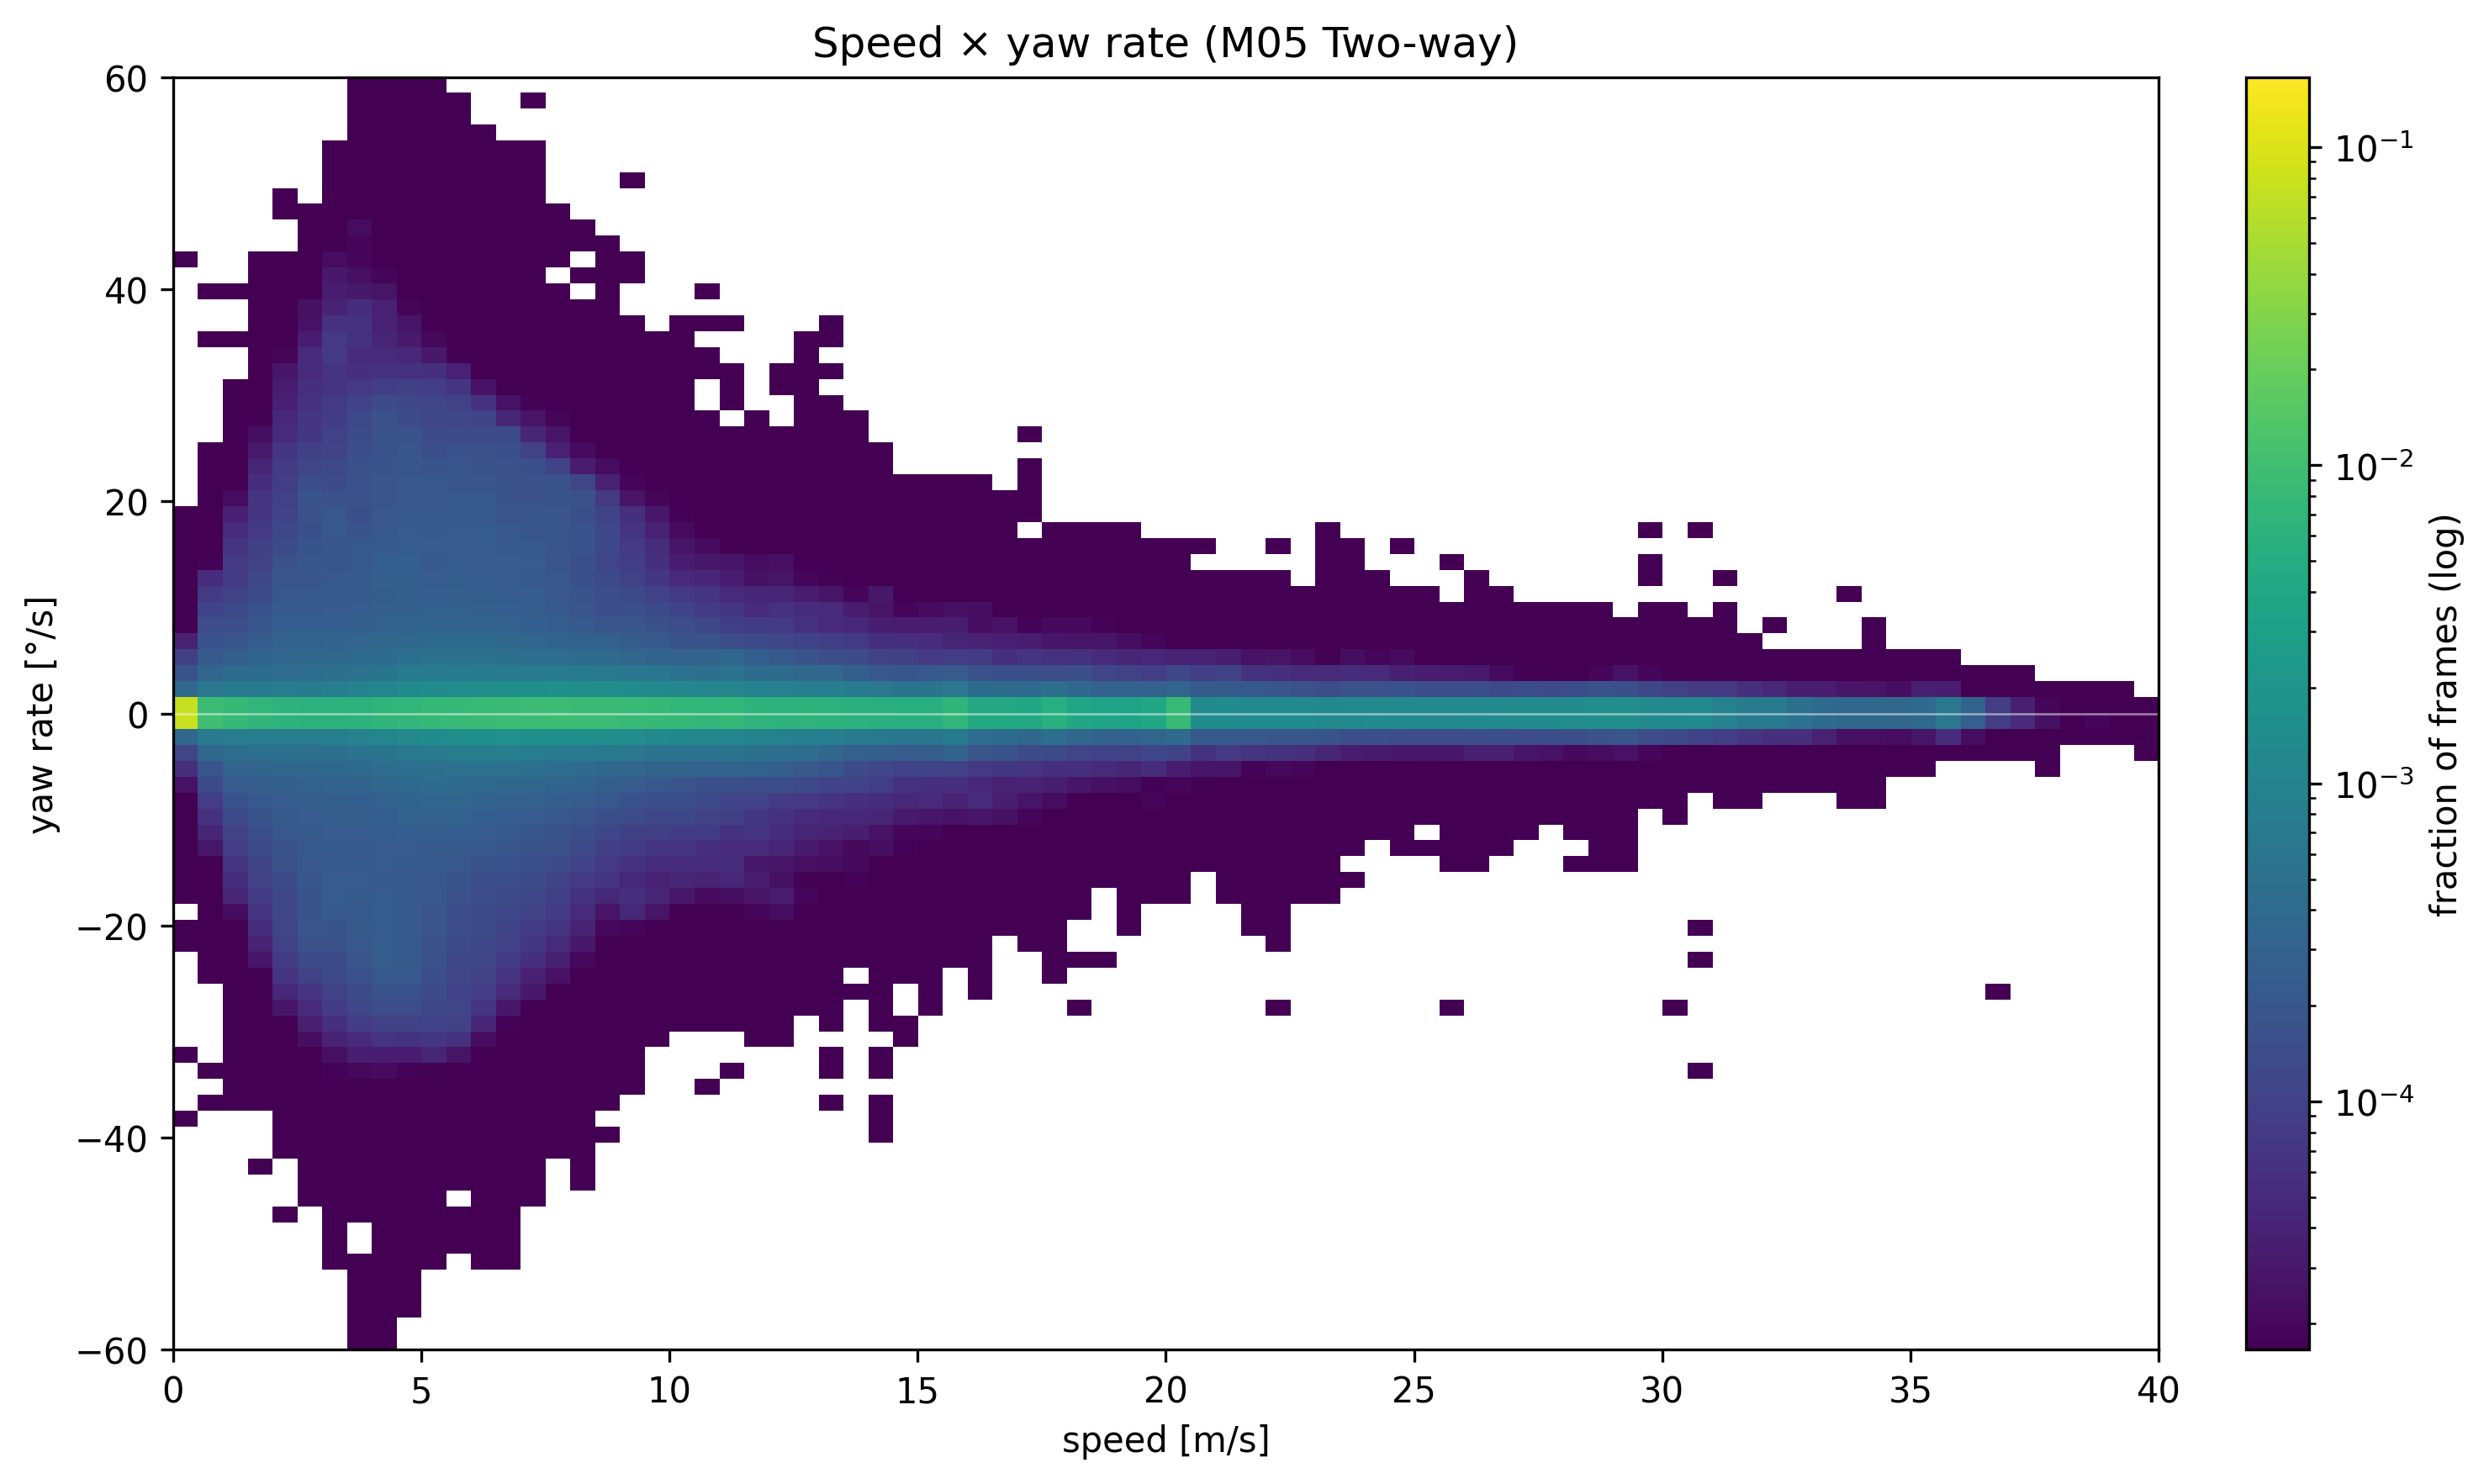 Speed × yaw rate (M05 Two-way)
60
40
20
0
−20
−40
−60
yaw rate [°/s]
0 5 10 15 20 25 30 35 40
speed [m/s]
10⁻¹
10⁻²
10⁻³
10⁻⁴
fraction of frames (log)